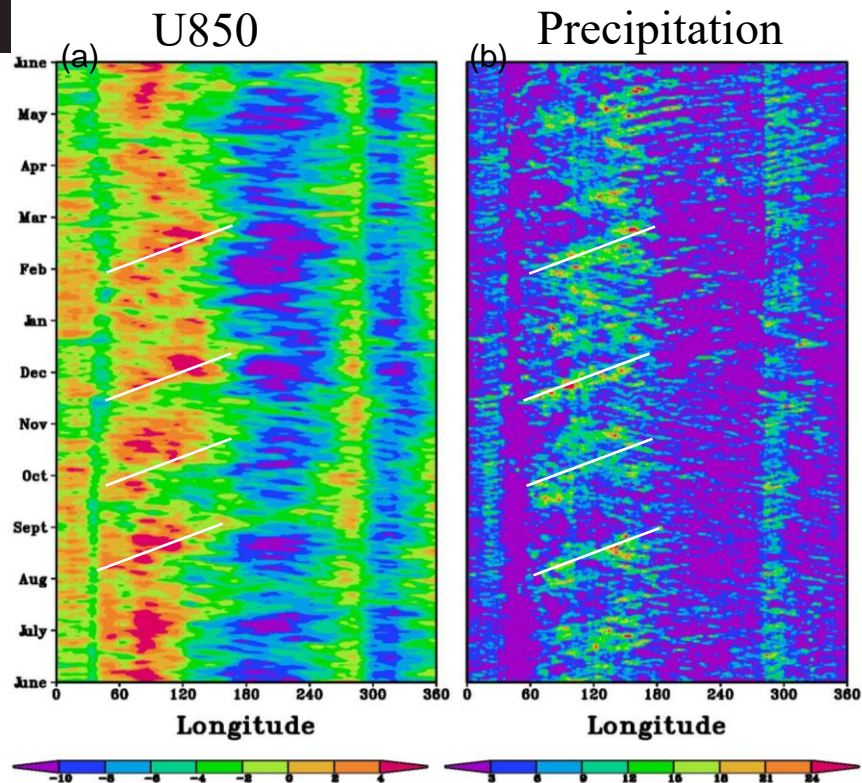 U850 Precipitation
(a) (b)
June
May
Apr
Mar
Feb
Jan
Dec
Nov
Oct
Sept
Aug
July
June
0 60 120 180 240 300 360 0 60 120 180 240 300 360
Longitude Longitude
-10 -8 -6 -4 -2 0 2 4 3 6 9 12 15 18 21 24